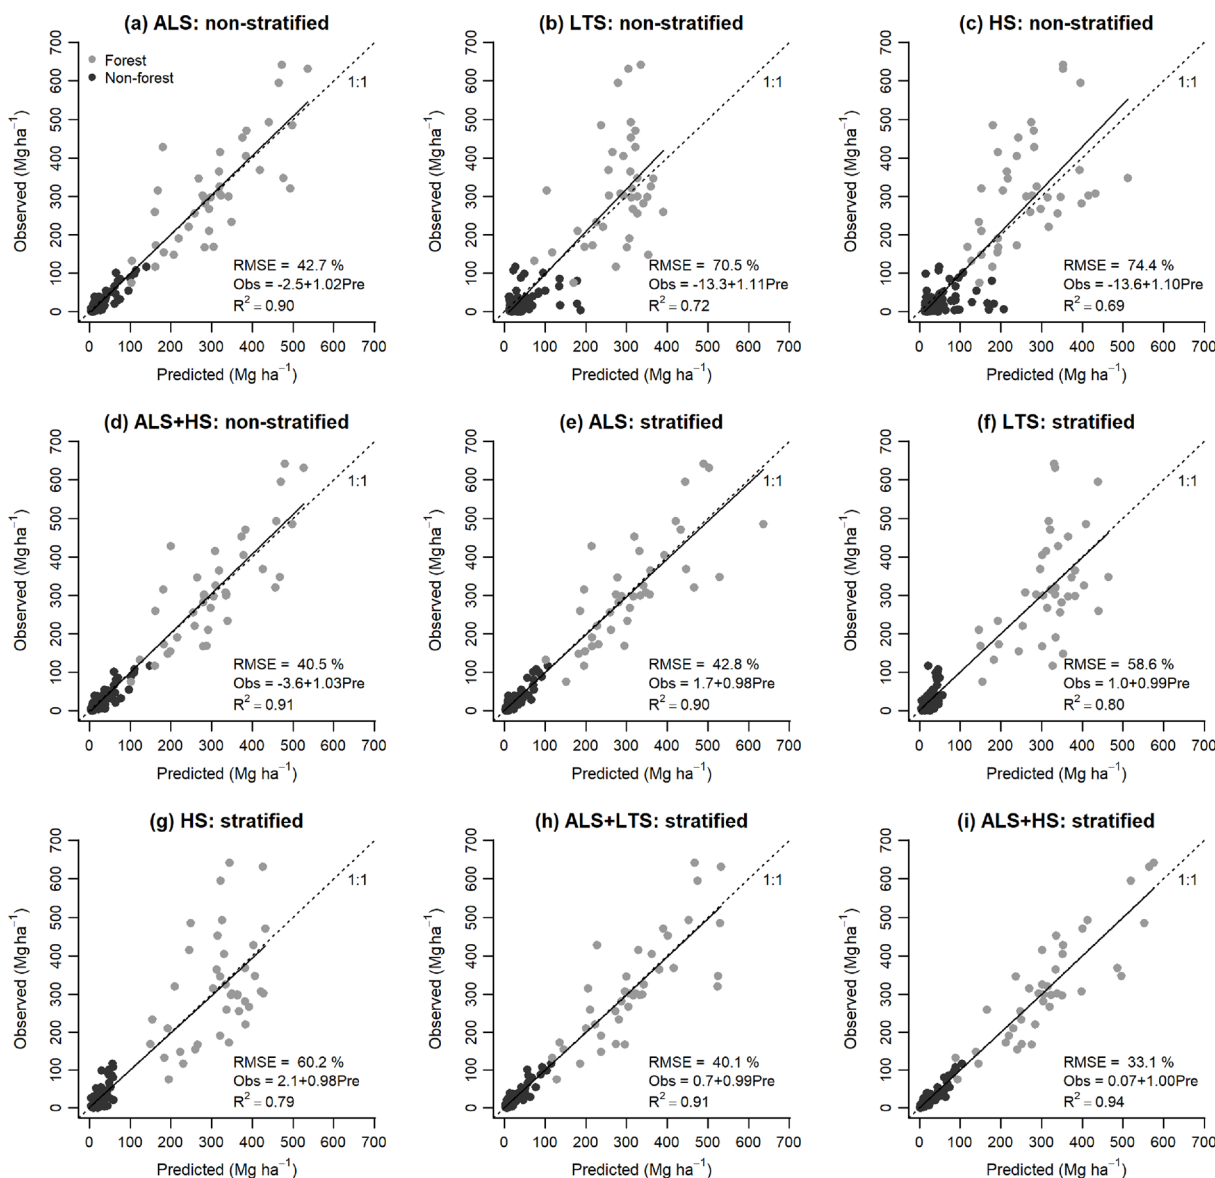 (a) ALS: non-stratified
Observed (Mgha⁻¹)
0 100 200 300 400 500 600 700
Forest
Non-forest
1:1
RMSE = 42.7 %
Obs = -2.5+1.02Pre
R² = 0.90
0 100 200 300 400 500 600 700
Predicted (Mg ha⁻¹)
(b) LTS: non-stratified
Observed (Mgha⁻¹)
0 100 200 300 400 500 600 700
1:1
RMSE = 70.5 %
Obs = -13.3+1.11Pre
R² = 0.72
0 100 200 300 400 500 600 700
Predicted (Mg ha⁻¹)
(c) HS: non-stratified
Observed (Mgha⁻¹)
0 100 200 300 400 500 600 700
1:1
RMSE = 74.4 %
Obs = -13.6+1.10Pre
R² = 0.69
0 100 200 300 400 500 600 700
Predicted (Mg ha⁻¹)
(d) ALS+HS: non-stratified
Observed (Mgha⁻¹)
0 100 200 300 400 500 600 700
1:1
RMSE = 40.5 %
Obs = -3.6+1.03Pre
R² = 0.91
0 100 200 300 400 500 600 700
Predicted (Mg ha⁻¹)
(e) ALS: stratified
Observed (Mgha⁻¹)
0 100 200 300 400 500 600 700
1:1
RMSE = 42.8 %
Obs = 1.7+0.98Pre
R² = 0.90
0 100 200 300 400 500 600 700
Predicted (Mg ha⁻¹)
(f) LTS: stratified
Observed (Mgha⁻¹)
0 100 200 300 400 500 600 700
1:1
RMSE = 58.6 %
Obs = 1.0+0.99Pre
R² = 0.80
0 100 200 300 400 500 600 700
Predicted (Mg ha⁻¹)
(g) HS: stratified
Observed (Mgha⁻¹)
0 100 200 300 400 500 600 700
1:1
RMSE = 60.2 %
Obs = 2.1+0.98Pre
R² = 0.79
0 100 200 300 400 500 600 700
Predicted (Mg ha⁻¹)
(h) ALS+LTS: stratified
Observed (Mgha⁻¹)
0 100 200 300 400 500 600 700
1:1
RMSE = 40.1 %
Obs = 0.7+0.99Pre
R² = 0.91
0 100 200 300 400 500 600 700
Predicted (Mg ha⁻¹)
(i) ALS+HS: stratified
Observed (Mgha⁻¹)
0 100 200 300 400 500 600 700
1:1
RMSE = 33.1 %
Obs = 0.07+1.00Pre
R² = 0.94
0 100 200 300 400 500 600 700
Predicted (Mg ha⁻¹)